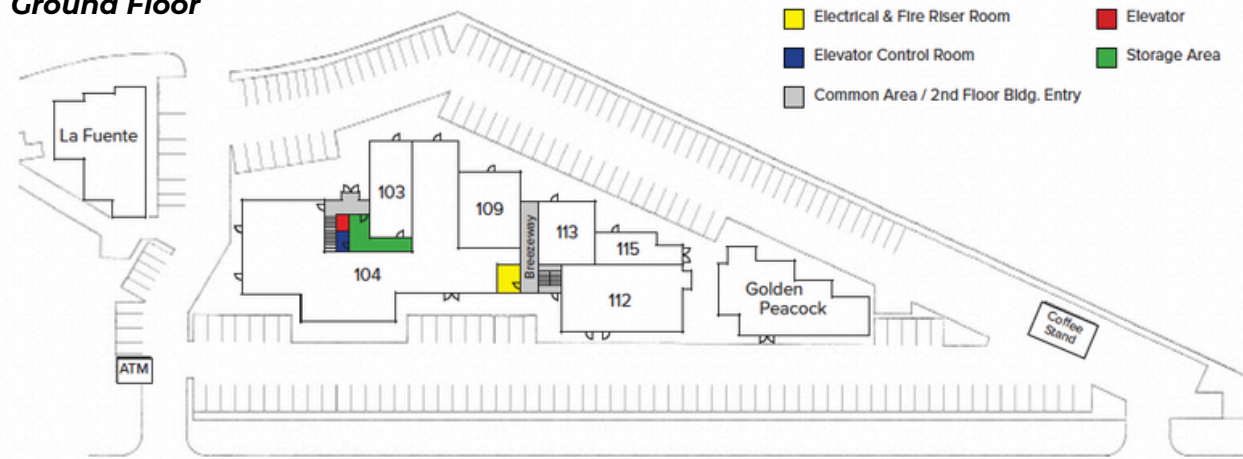 Ground Floor
Electrical & Fire Riser Room
Elevator
Elevator Control Room
Storage Area
Common Area / 2nd Floor Bldg. Entry
La Fuente
103
109
113
115
Breezeway
104
112
Golden
Peacock
Coffee
Stand
ATM